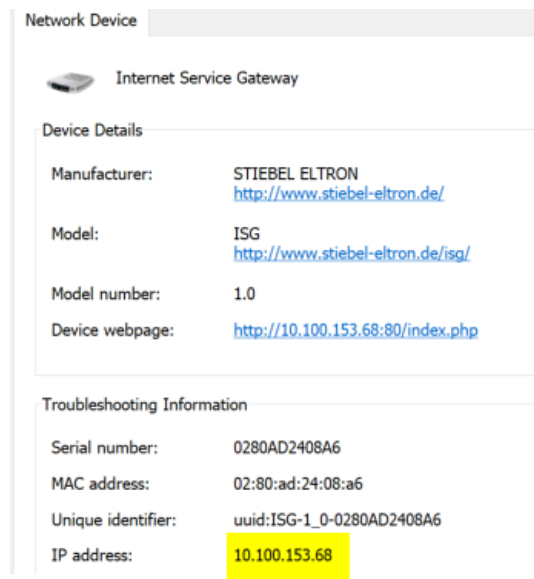 Network Device
Internet Service Gateway
Device Details
Manufacturer: STIEBEL ELTRON
http://www.stiebel-eltron.de/
Model: ISG
http://www.stiebel-eltron.de/isg/
Model number: 1.0
Device webpage: http://10.100.153.68:80/index.php
Troubleshooting Information
Serial number: 0280AD2408A6
MAC address: 02:80:ad:24:08:a6
Unique identifier: uuid:ISG-1_0-0280AD2408A6
IP address: 10.100.153.68